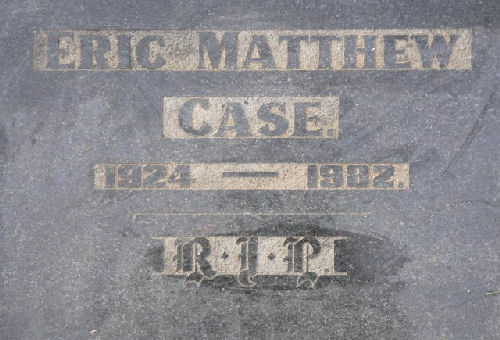 ERIC MATTHEW
CASE.
1924 — 1982.
R·I·P